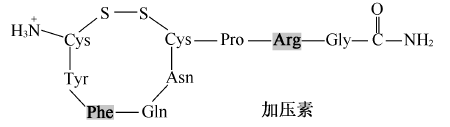 O
H₃N⁺ S—S C—NH₂
Cys Cys—Pro—Arg—Gly
Tyr Asn
Phe—Gln
加压素